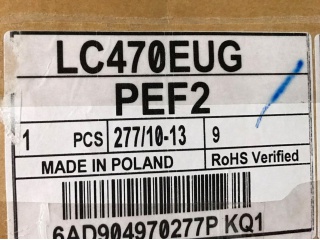 LC470EUG
PEF2
1 PCS 277/10-13 9
MADE IN POLAND RoHS Verified
6AD904970277P KQ1